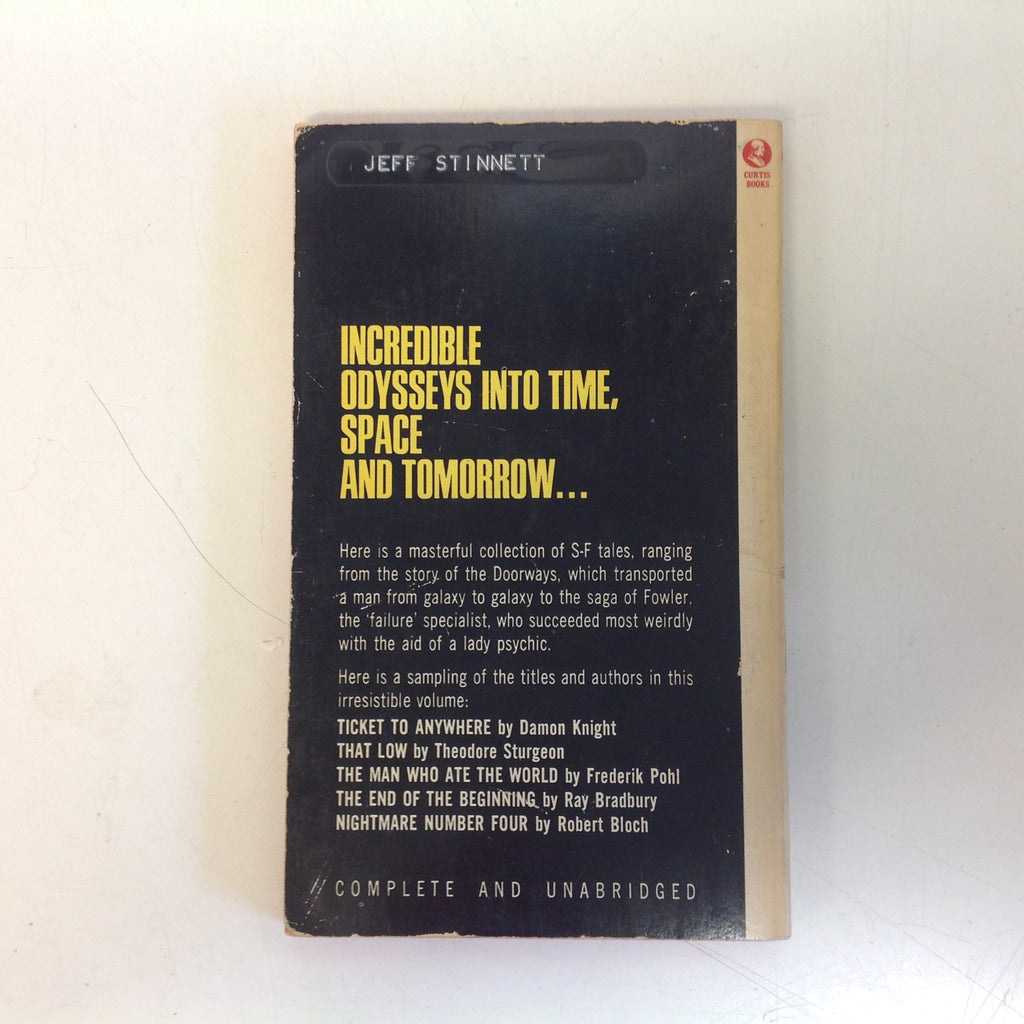 JEFF STINNETT
CURTIS
BOOKS
INCREDIBLE
ODYSSEYS INTO TIME,
SPACE
AND TOMORROW...
Here is a masterful collection of S-F tales, ranging
from the story of the Doorways, which transported
a man from galaxy to galaxy to the saga of Fowler,
the 'failure' specialist, who succeeded most weirdly
with the aid of a lady psychic.
Here is a sampling of the titles and authors in this
irresistible volume:
TICKET TO ANYWHERE by Damon Knight
THAT LOW by Theodore Sturgeon
THE MAN WHO ATE THE WORLD by Frederik Pohl
THE END OF THE BEGINNING by Ray Bradbury
NIGHTMARE NUMBER FOUR by Robert Bloch
COMPLETE AND UNABRIDGED